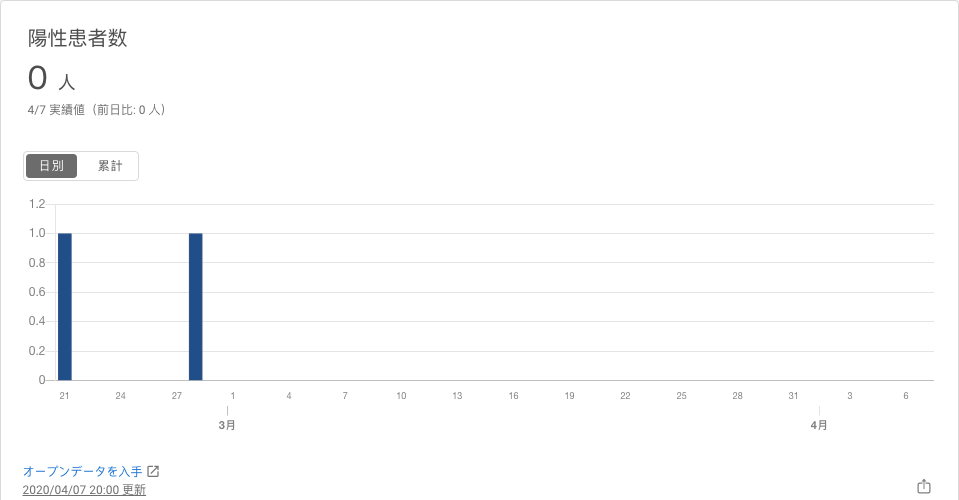 陽性患者数
0 人
4/7 実績値（前日比: 0 人）
日別 累計
1.2
1.0
0.8
0.6
0.4
0.2
0
21 24 27 1 4 7 10 13 16 19 22 25 28 31 3 6
3月 4月
オープンデータを入手
2020/04/07 20:00 更新